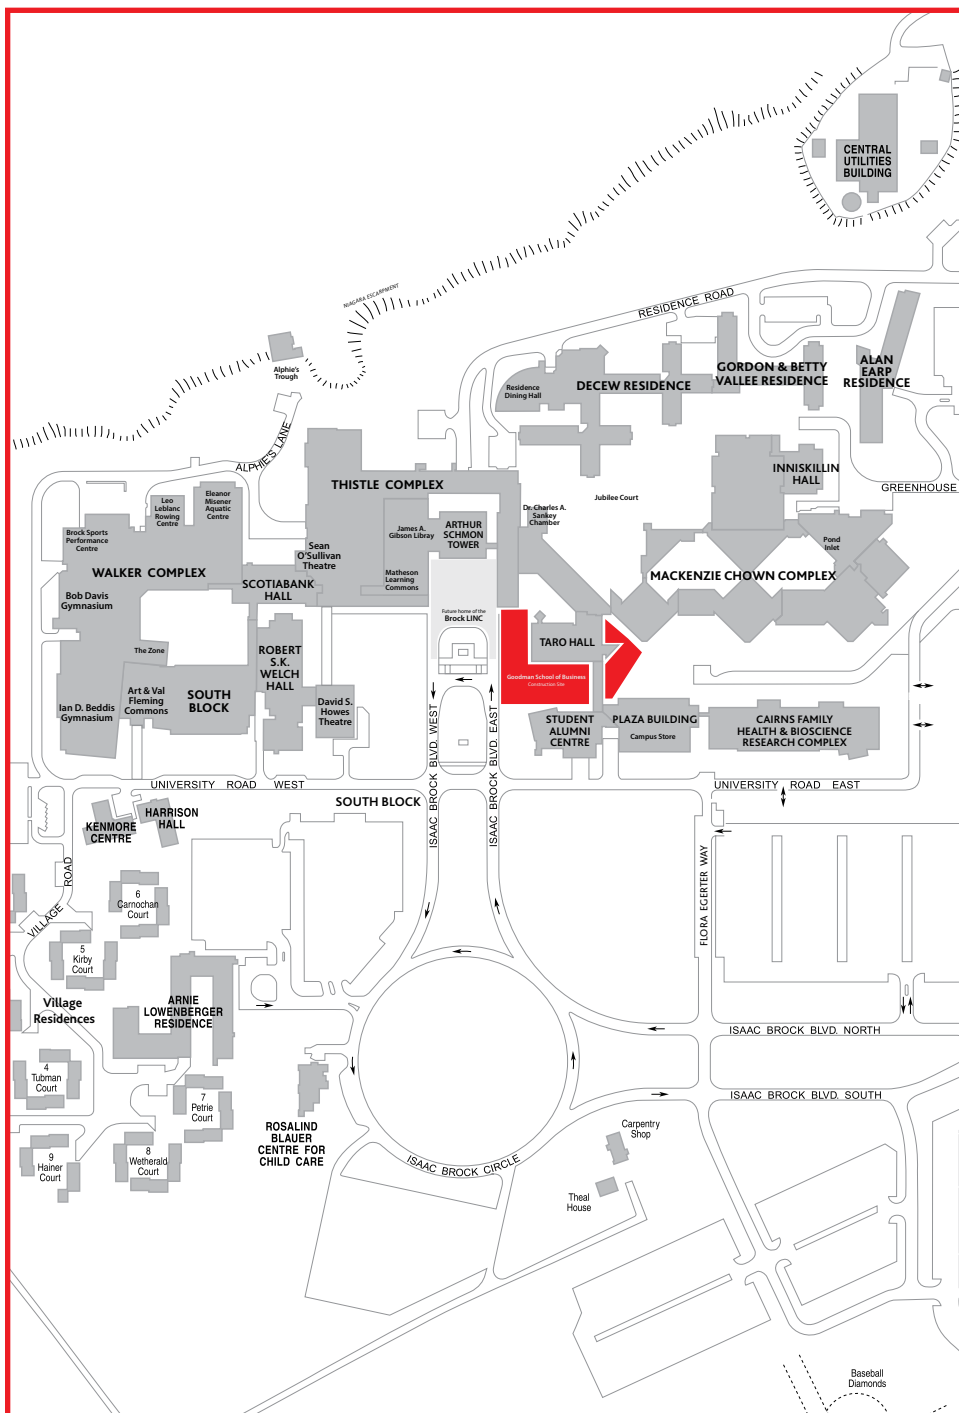 CENTRAL
UTILITIES
BUILDING
NIAGARA ESCARPMENT
RESIDENCE ROAD
Alphie's
Trough
GORDON & BETTY
VALLEE RESIDENCE
ALAN
EARP
RESIDENCE
DECEW RESIDENCE
Residence
Dining Hall
ALPHIE'S LANE
THISTLE COMPLEX
INNISKILLIN
HALL
GREENHOUSE
Jubilee Court
Dr. Charles A.
Sankey
Chamber
Eleanor
Misener
Aquatic
Centre
Leo
Leblanc
Rowing
Centre
Brock Sports
Performance
Centre
James A.
Gibson Libray
ARTHUR
SCHMON
TOWER
Pond
Inlet
Sean
O'Sullivan
Theatre
WALKER COMPLEX
SCOTIABANK
HALL
Matheson
Learning
Commons
MACKENZIE CHOWN COMPLEX
Bob Davis
Gymnasium
Future home of the
Brock LINC
TARO HALL
The Zone
ROBERT
S.K.
WELCH
HALL
Goodman School of Business
Construction Site
Art & Val
Fleming
Commons
SOUTH
BLOCK
David S.
Howes
Theatre
Ian D. Beddis
Gymnasium
STUDENT
ALUMNI
CENTRE
PLAZA BUILDING
Campus Store
CAIRNS FAMILY
HEALTH & BIOSCIENCE
RESEARCH COMPLEX
ISAAC BROCK BLVD. WEST
ISAAC BROCK BLVD. EAST
UNIVERSITY ROAD WEST
UNIVERSITY ROAD EAST
SOUTH BLOCK
KENMORE
CENTRE
HARRISON
HALL
VILLAGE ROAD
FLORA EGERTER WAY
6
Carnochan
Court
5
Kirby
Court
Village
Residences
ARNIE
LOWENBERGER
RESIDENCE
ISAAC BROCK BLVD. NORTH
4
Tubman
Court
7
Petrie
Court
ISAAC BROCK BLVD. SOUTH
ROSALIND
BLAUER
CENTRE FOR
CHILD CARE
Carpentry
Shop
9
Hainer
Court
8
Wetherald
Court
ISAAC BROCK CIRCLE
Theal
House
Baseball
Diamonds